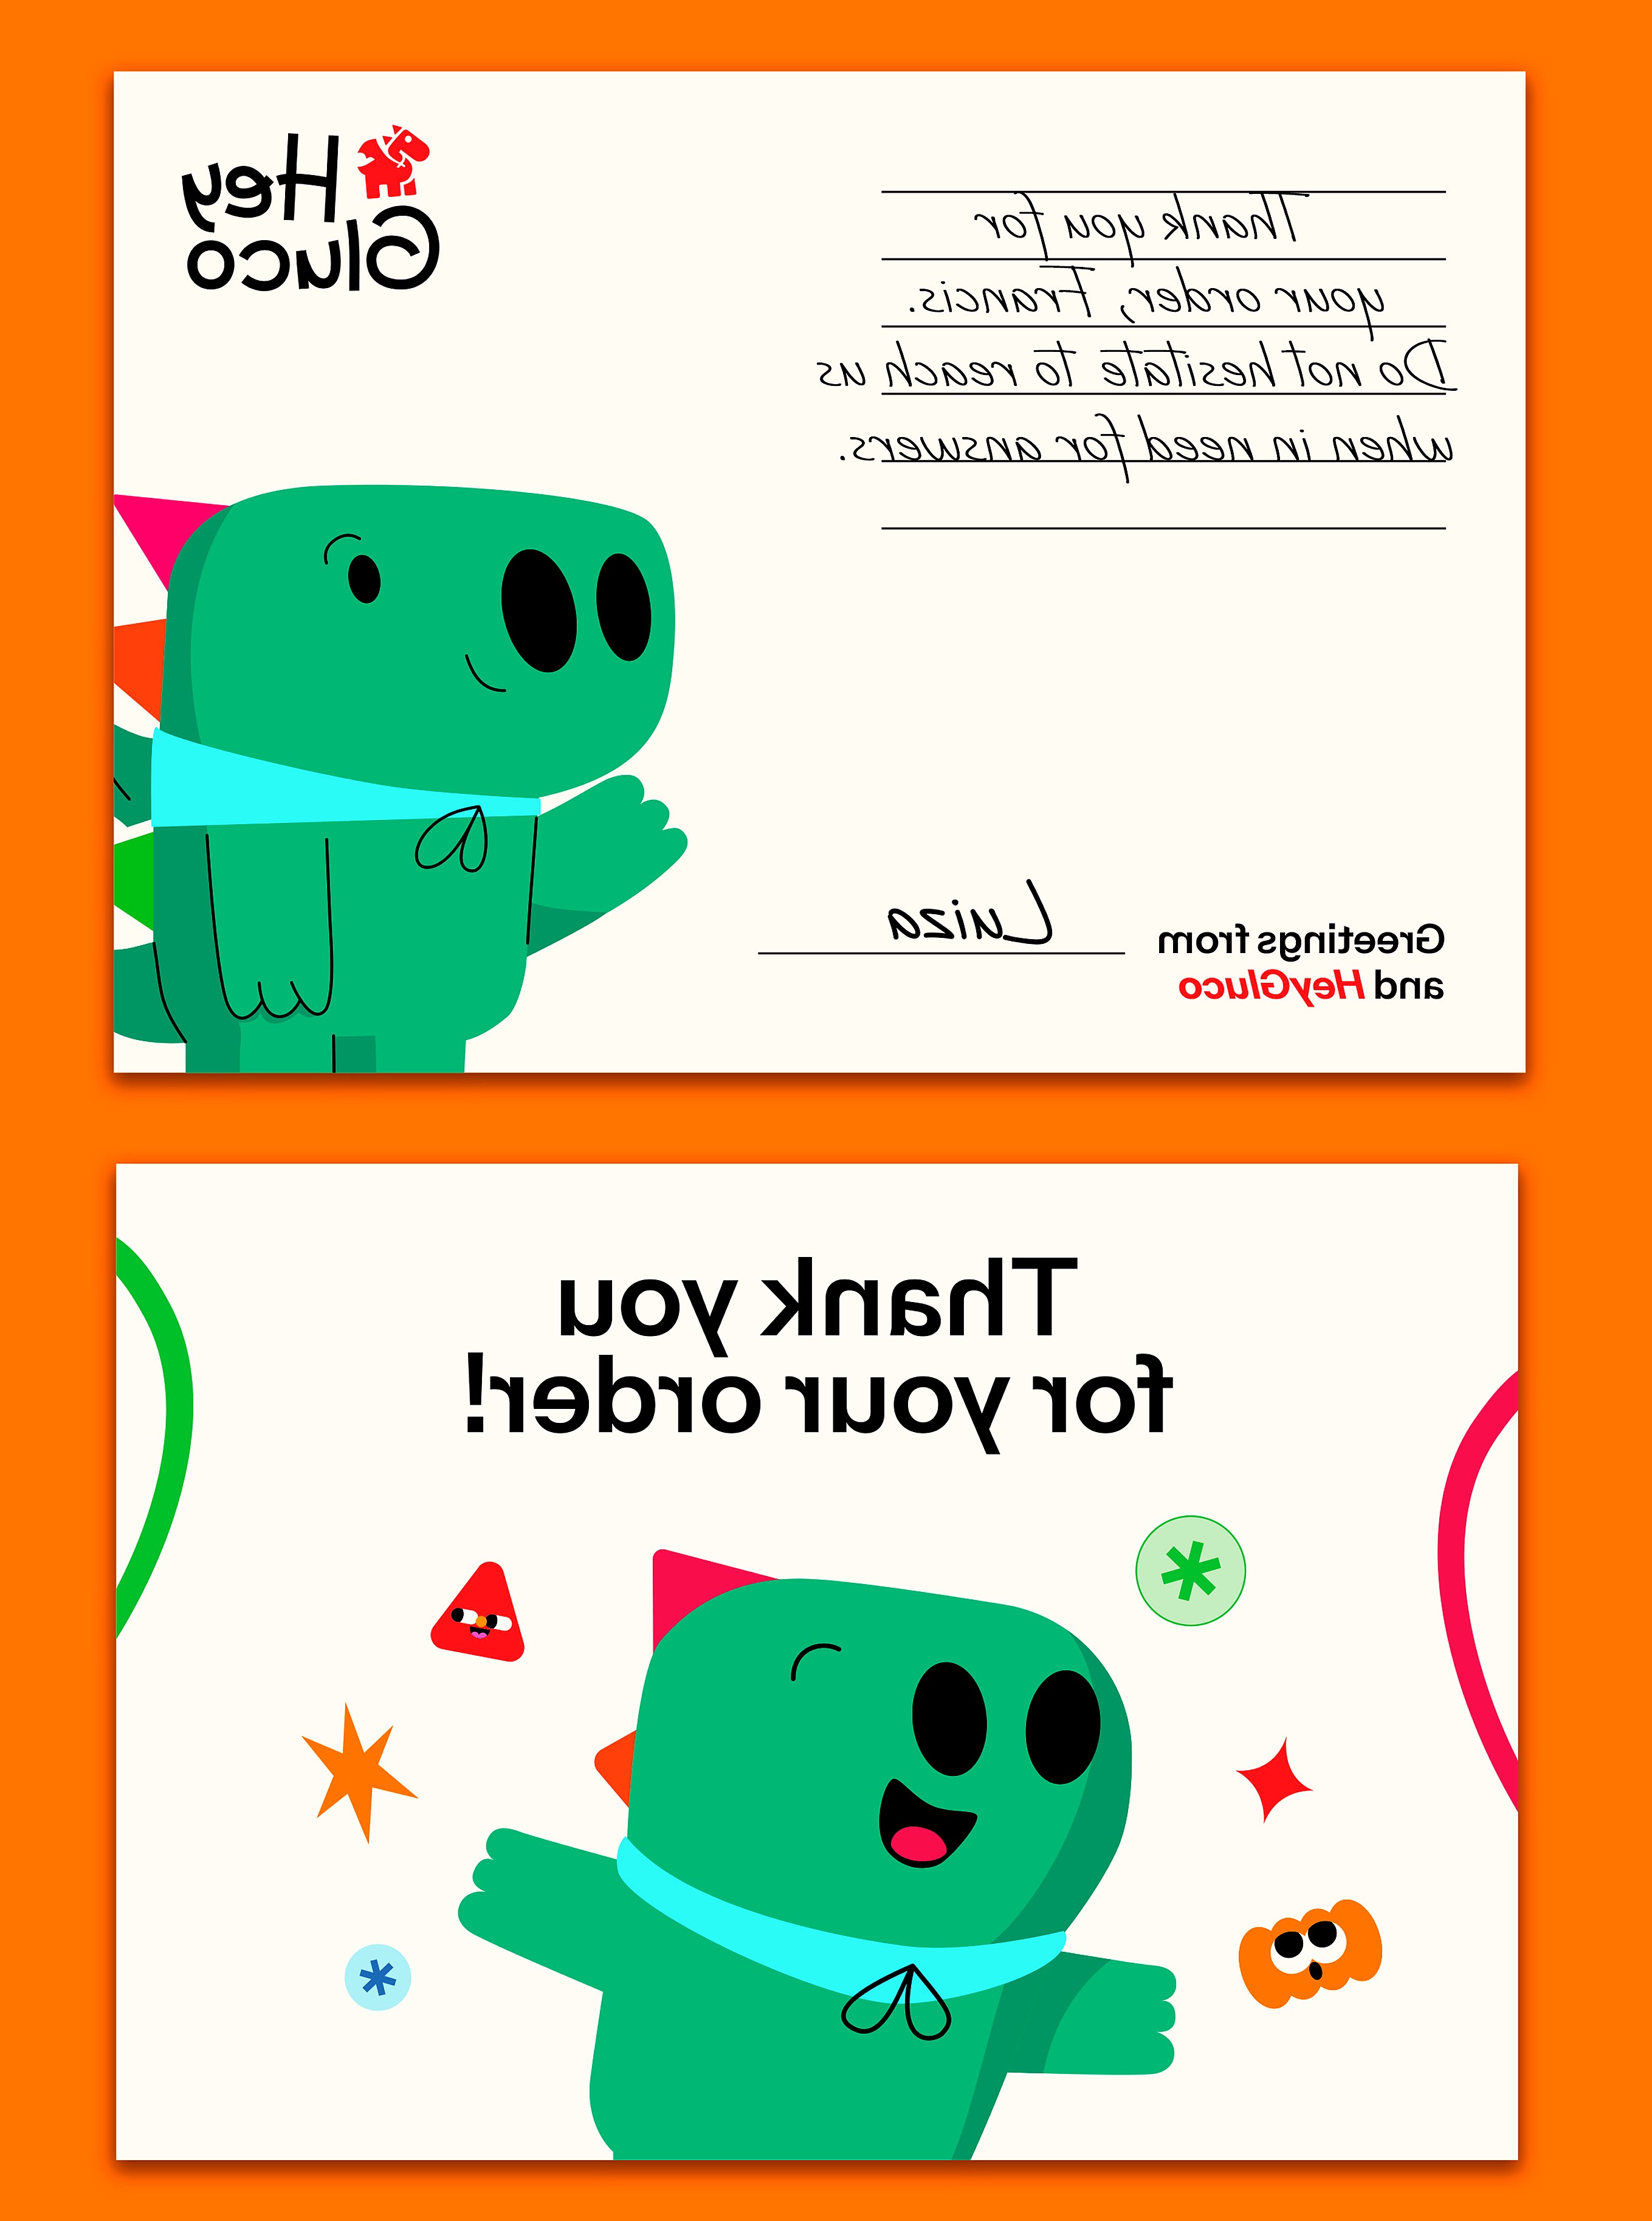 Hey
Gluco
Thank you for
your order, Francis.
Do not hesitate to reach us
when in need for answers.
Greetings from Luiza
and HeyGluco
Thank you
for your order!